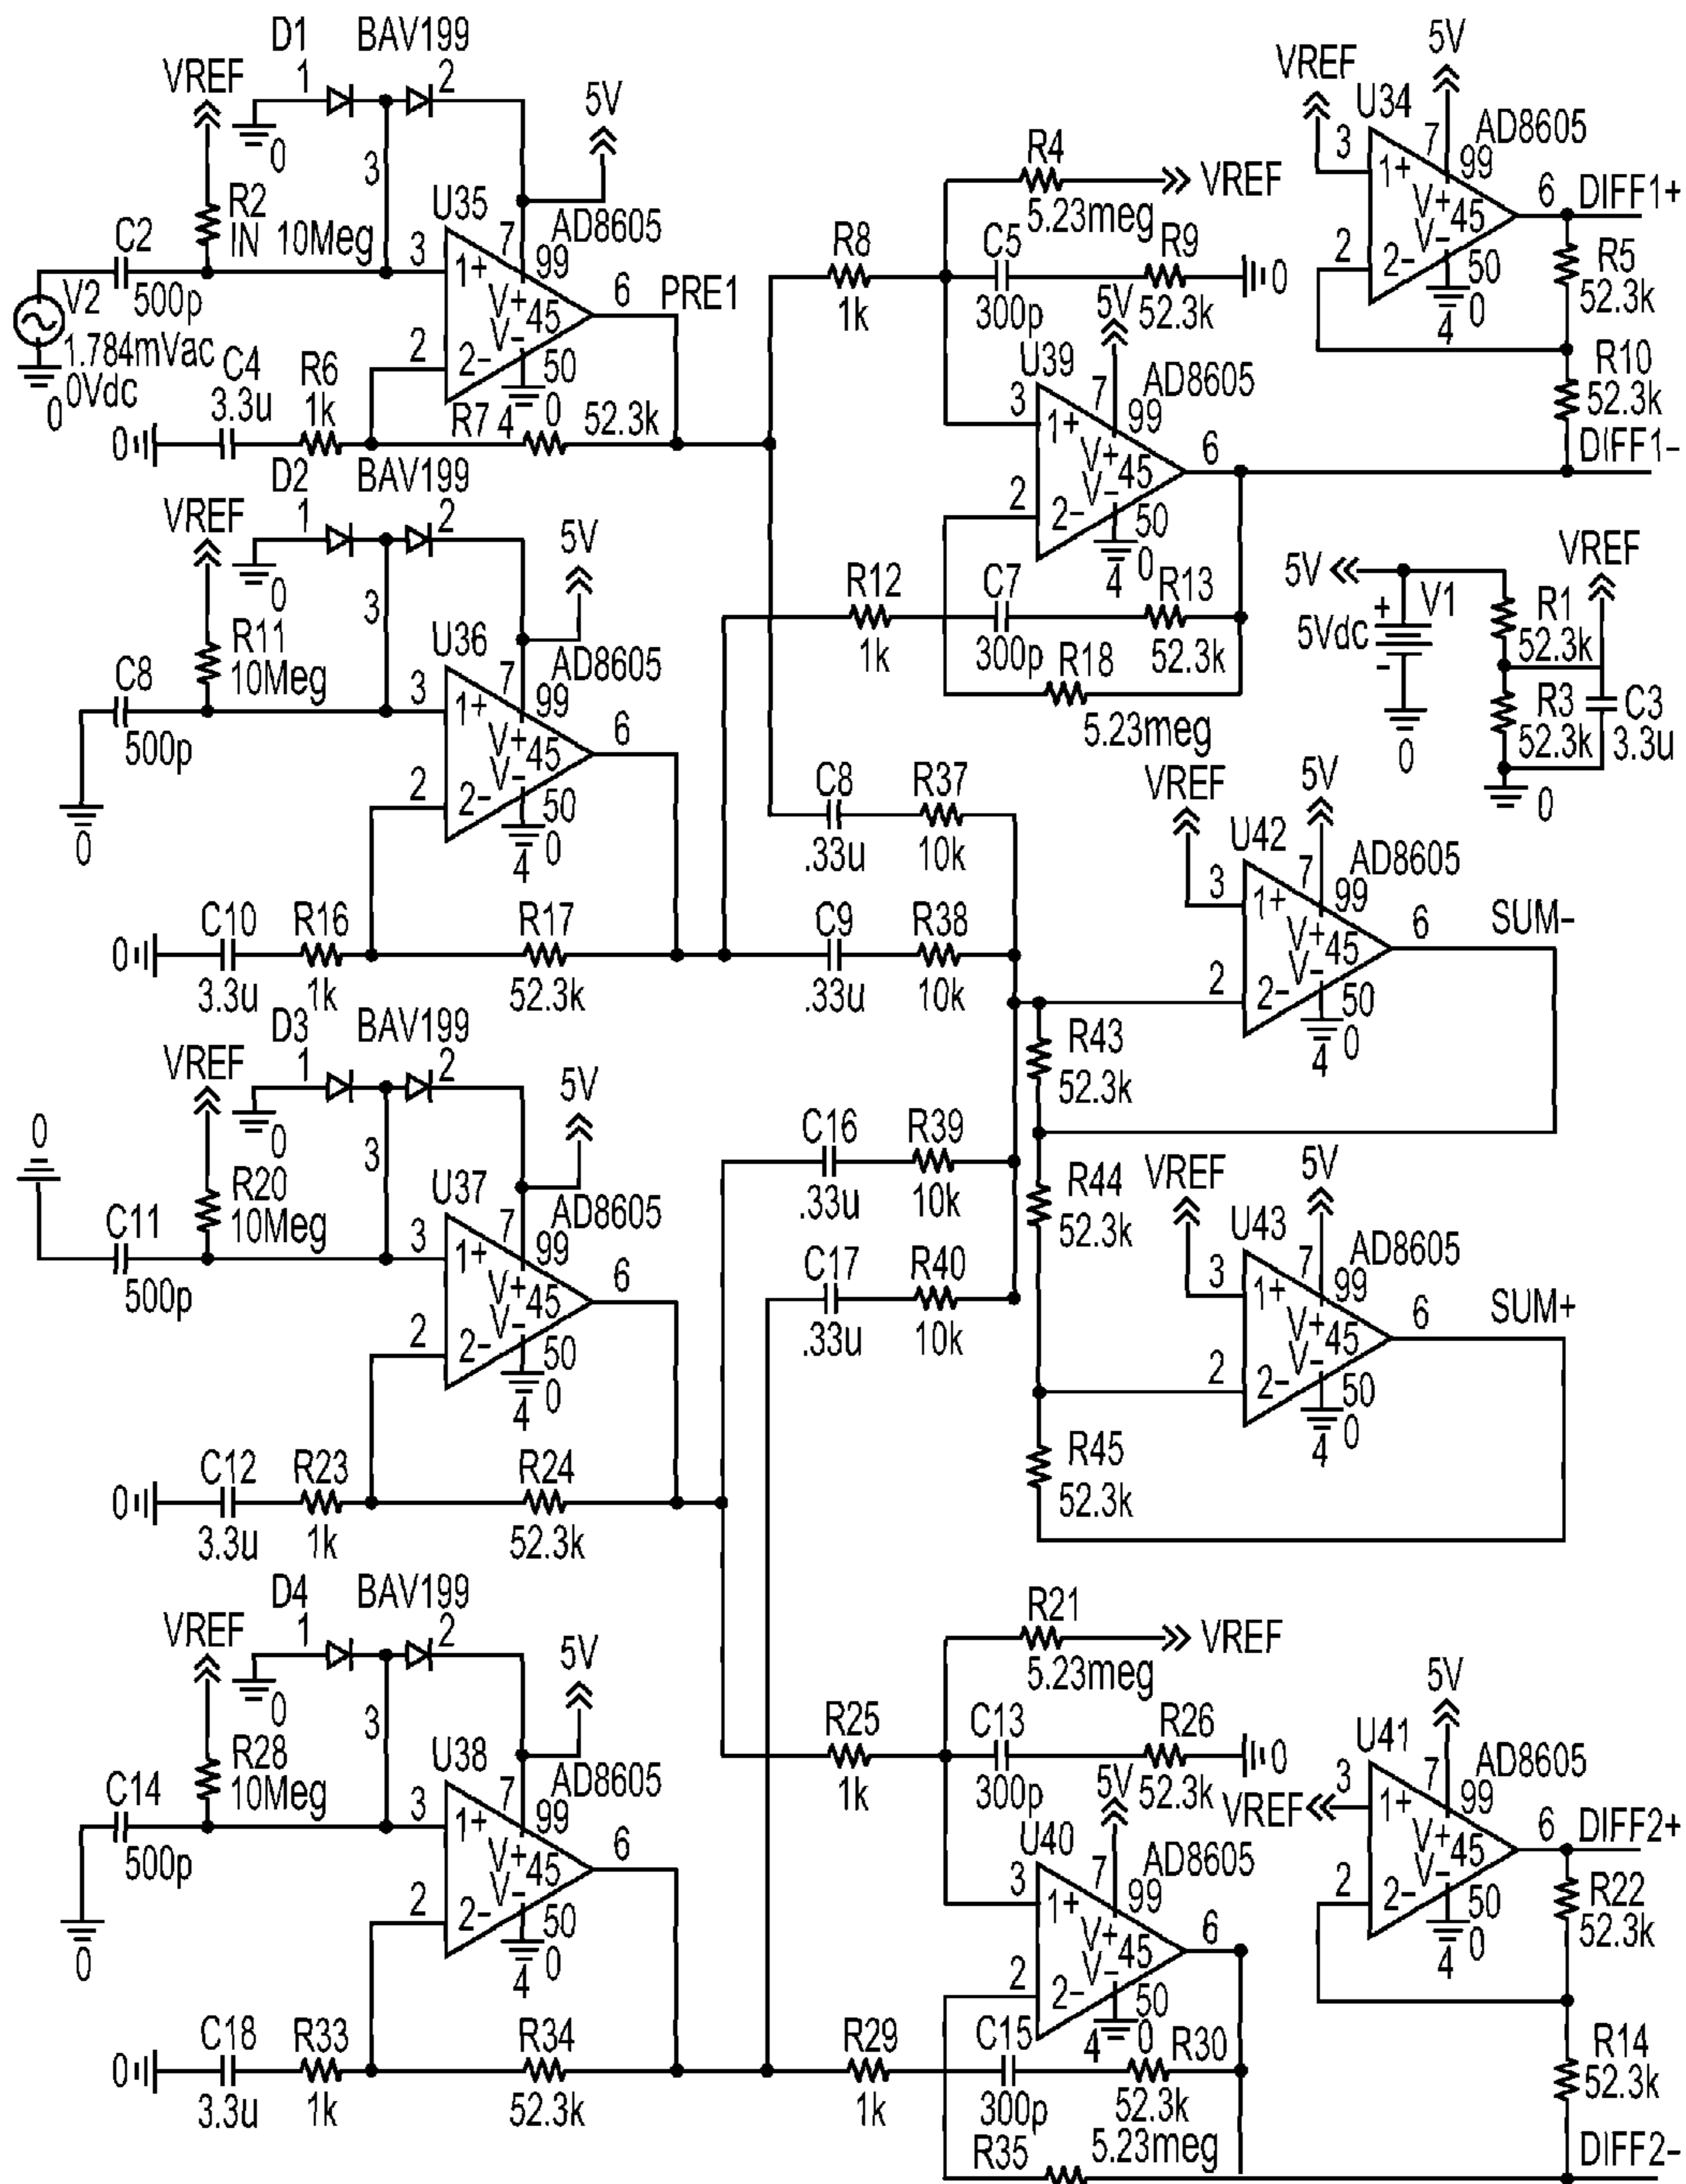 D1 BAV199
1 2
VREF
0
3
5V
R2
IN 10Meg
U35
AD8605
C2
500p
V2
1.784mVac
0Vdc
0
3 1+ 7 99
V+ 45
V- 50
2 2- 4 0
6 PRE1
C4
3.3u
R6
1k
R7
52.3k
0
D2 BAV199
1 2
VREF
0
3
5V
R11
10Meg
U36
AD8605
C8
500p
0
3 1+ 7 99
V+ 45
V- 50
2 2- 4 0
6
C10
3.3u
R16
1k
R17
52.3k
0
D3 BAV199
1 2
VREF
0
3
5V
0
R20
10Meg
U37
AD8605
C11
500p
3 1+ 7 99
V+ 45
V- 50
2 2- 4 0
6
C12
3.3u
R23
1k
R24
52.3k
0
D4 BAV199
1 2
VREF
0
3
5V
R28
10Meg
U38
AD8605
C14
500p
0
3 1+ 7 99
V+ 45
V- 50
2 2- 4 0
6
C18
3.3u
R33
1k
R34
52.3k
0
R4
5.23meg
VREF
R8
1k
C5
300p
R9
52.3k
0
5V
U39
AD8605
3 1+ 7 99
V+ 45
V- 50
2 2- 4 0
6
R12
1k
C7
300p
R13
52.3k
R18
5.23meg
VREF
U34
5V
AD8605
3 1+ 7 99
V+ 45
V- 50
2 2- 4 0
6 DIFF1+
R5
52.3k
R10
52.3k
DIFF1-
5V
V1
+
5Vdc
-
0
VREF
R1
52.3k
R3
52.3k
C3
3.3u
0
C8
.33u
R37
10k
C9
.33u
R38
10k
C16
.33u
R39
10k
C17
.33u
R40
10k
VREF
5V
U42
AD8605
3 1+ 7 99
V+ 45
V- 50
2 2- 4 0
6 SUM-
R43
52.3k
R44
52.3k
VREF
5V
U43
AD8605
3 1+ 7 99
V+ 45
V- 50
2 2- 4 0
6 SUM+
R45
52.3k
R21
5.23meg
VREF
R25
1k
C13
300p
R26
52.3k
0
5V
U40
AD8605
3 1+ 7 99
V+ 45
V- 50
2 2- 4 0
6
R29
1k
C15
300p
R30
52.3k
R35
5.23meg
5V
U41
AD8605
VREF
3 1+ 7 99
V+ 45
V- 50
2 2- 4 0
6 DIFF2+
R22
52.3k
R14
52.3k
DIFF2-